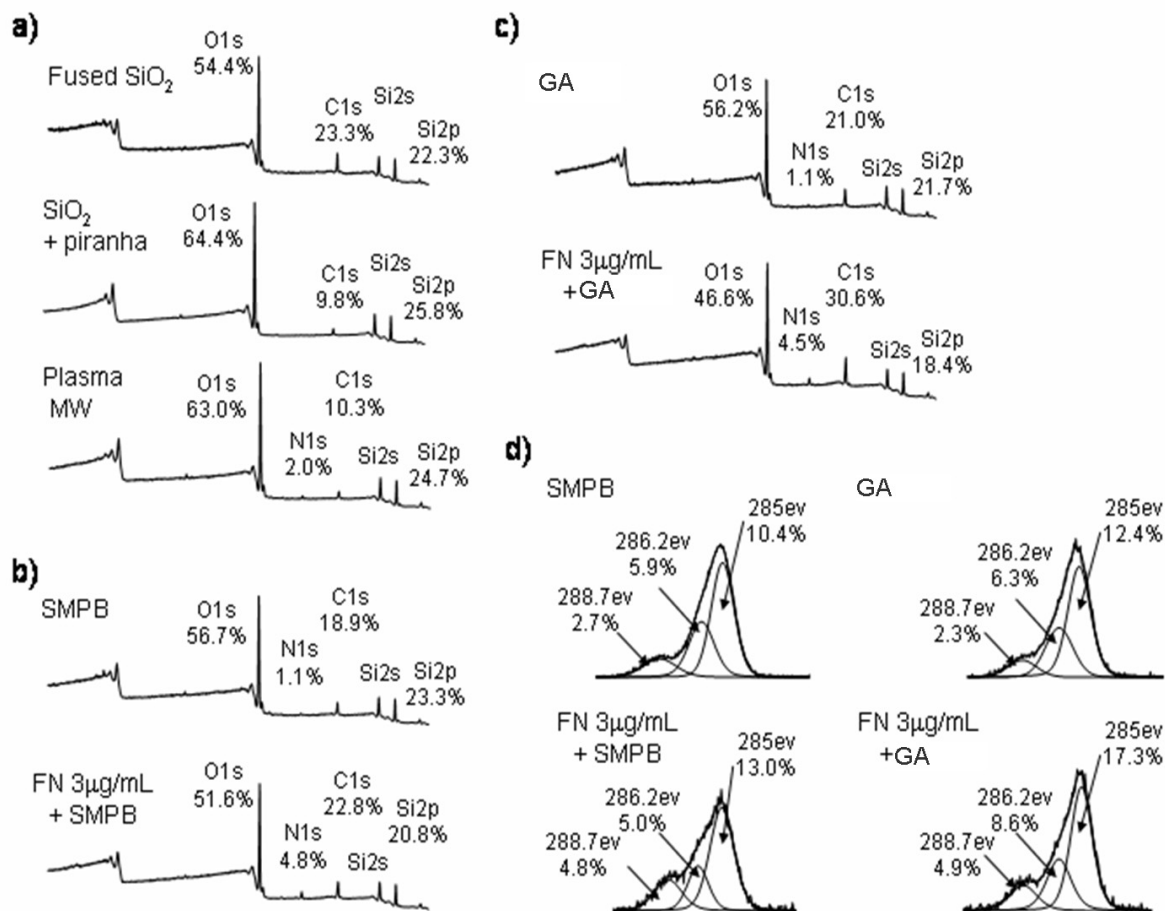 a)
Fused SiO₂
O1s
54.4%
C1s
23.3%
Si2s
Si2p
22.3%
SiO₂
+ piranha
O1s
64.4%
C1s
9.8%
Si2s
Si2p
25.8%
Plasma
MW
O1s
63.0%
N1s
2.0%
C1s
10.3%
Si2s
Si2p
24.7%
b)
SMPB
O1s
56.7%
N1s
1.1%
C1s
18.9%
Si2s
Si2p
23.3%
FN 3µg/mL
+ SMPB
O1s
51.6%
N1s
4.8%
C1s
22.8%
Si2s
Si2p
20.8%
c)
GA
O1s
56.2%
N1s
1.1%
C1s
21.0%
Si2s
Si2p
21.7%
FN 3µg/mL
+GA
O1s
46.6%
N1s
4.5%
C1s
30.6%
Si2s
Si2p
18.4%
d)
SMPB
288.7ev
2.7%
286.2ev
5.9%
285ev
10.4%
GA
288.7ev
2.3%
286.2ev
6.3%
285ev
12.4%
FN 3µg/mL
+ SMPB
288.7ev
4.8%
286.2ev
5.0%
285ev
13.0%
FN 3µg/mL
+GA
288.7ev
4.9%
286.2ev
8.6%
285ev
17.3%